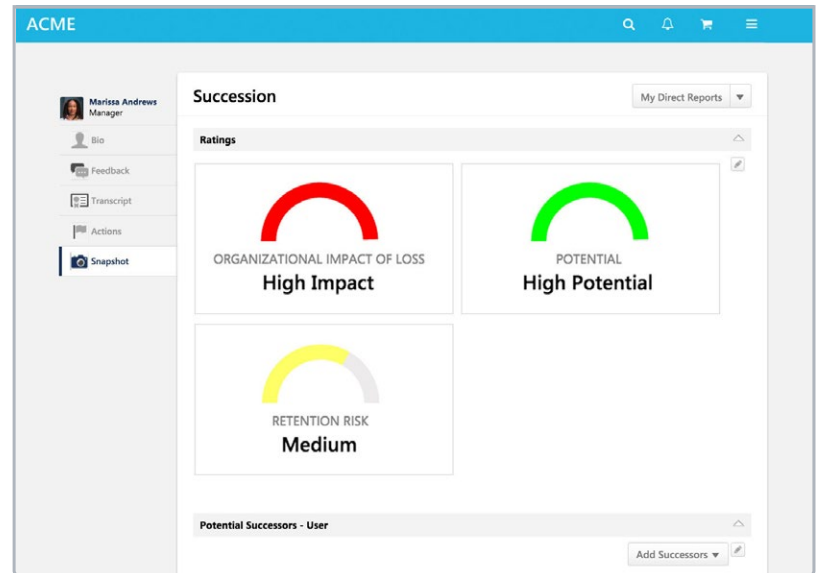 ACME
Marissa Andrews
Manager
Bio
Feedback
Transcript
Actions
Snapshot
Succession
My Direct Reports
Ratings
ORGANIZATIONAL IMPACT OF LOSS
High Impact
POTENTIAL
High Potential
RETENTION RISK
Medium
Potential Successors - User
Add Successors